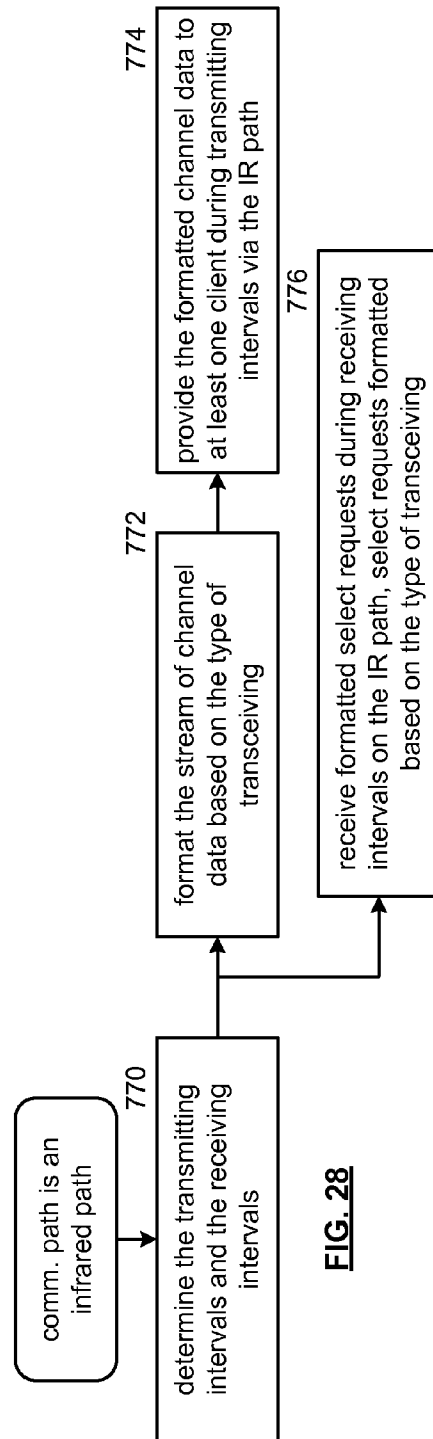 comm. path is an
infrared path
770
determine the transmitting
intervals and the receiving
intervals
772
format the stream of channel
data based on the type of
transceiving
774
provide the formatted channel data to
at least one client during transmitting
intervals via the IR path
776
receive formatted select requests during receiving
intervals on the IR path, select requests formatted
based on the type of transceiving
FIG. 28